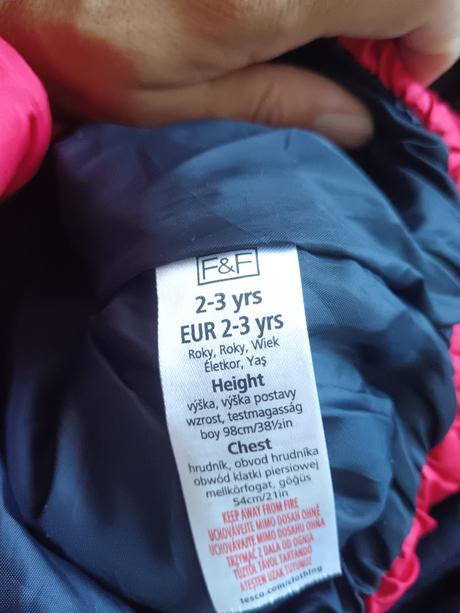 F&F
2-3 yrs
EUR 2-3 yrs
Roky, Roky, Wiek
Életkor, Yaş
Height
výška, výška postavy
wzrost, testmagasság
boy 98cm/38½in
Chest
hrudník, obvod hrudníka
obwód klatki piersiowej
mellkörfogat, göğüs
54cm/21in
KEEP AWAY FROM FIRE
UCHOVÁVEJTE MIMO DOSAH OHNĚ
UCHOVÁVAJTE MIMO DOSAHU OHŇA
TRZYMAĆ Z DALA OD OGNIA
TŰZTŐL TÁVOL TARTANDÓ
ATEŞTEN UZAK TUTUNUZ
tesco.com/clothing